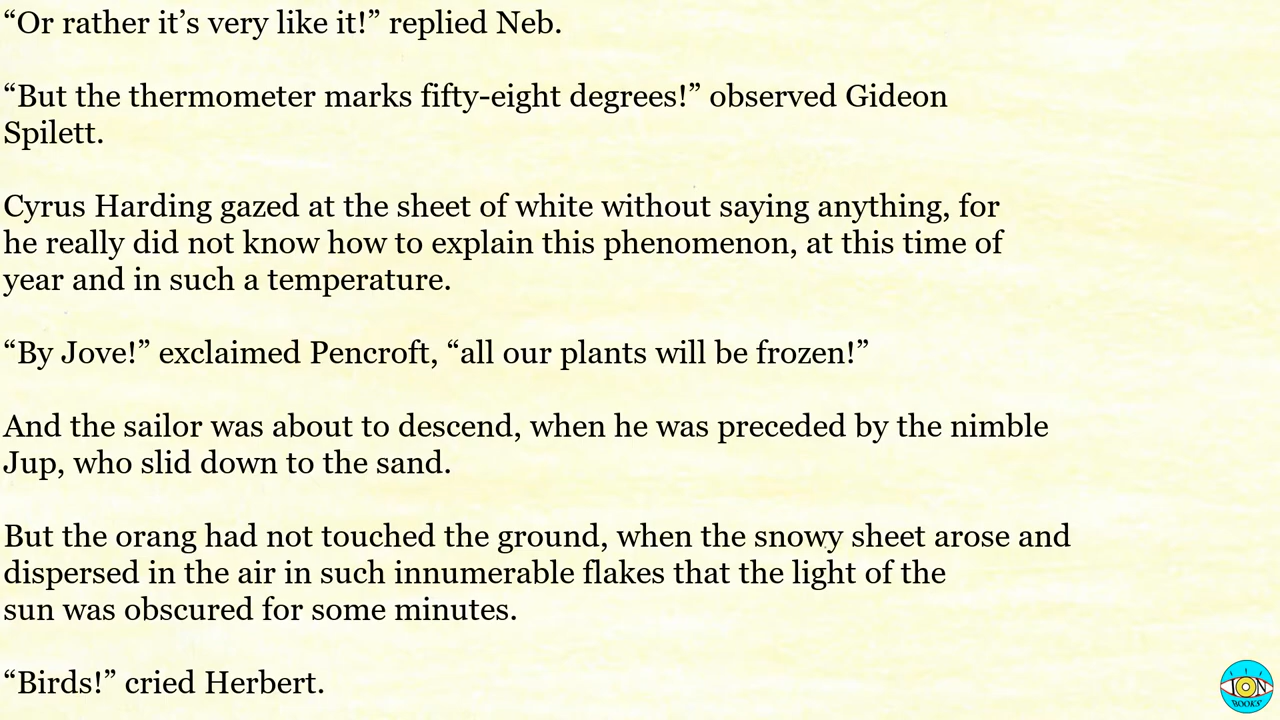 “Or rather it’s very like it!” replied Neb.
“But the thermometer marks fifty-eight degrees!” observed Gideon
Spilett.
Cyrus Harding gazed at the sheet of white without saying anything, for
he really did not know how to explain this phenomenon, at this time of
year and in such a temperature.
“By Jove!” exclaimed Pencroft, “all our plants will be frozen!”
And the sailor was about to descend, when he was preceded by the nimble
Jup, who slid down to the sand.
But the orang had not touched the ground, when the snowy sheet arose and
dispersed in the air in such innumerable flakes that the light of the
sun was obscured for some minutes.
“Birds!” cried Herbert.
ION
BOOKS